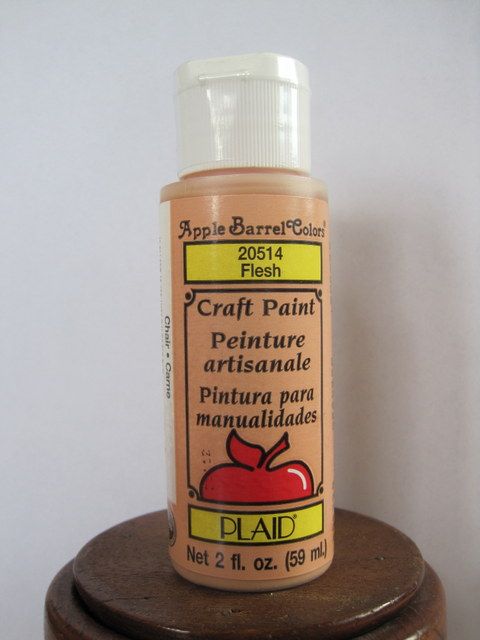 Apple Barrel Colors®
20514
Flesh
Craft Paint
Peinture
artisanale
Pintura para
manualidades
PLAID®
Net 2 fl. oz. (59 ml.)
Chair • Carne